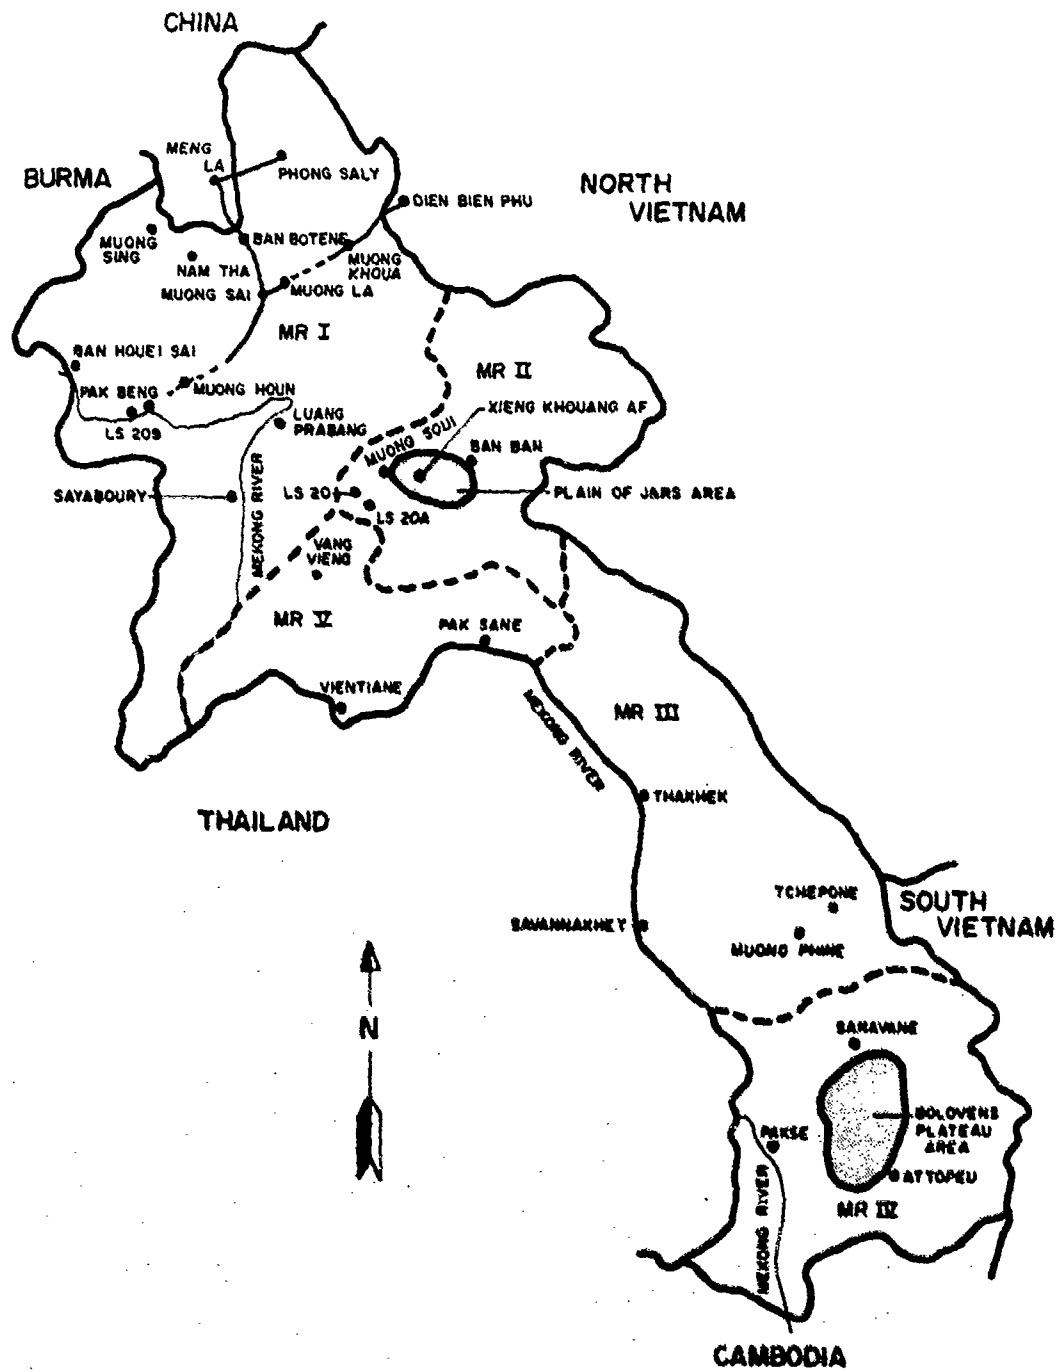 CHINA
MENG
LA
BURMA
PHONG SALY
NORTH
VIETNAM
DIEN BIEN PHU
MUONG
SING
BAN BOTENE
NAM THA
MUONG
KHOUA
MUONG SAI
MUONG LA
MR I
BAN HOUEI SAI
MR II
PAK BENG
MUONG HOUN
XIENG KHOUANG AF
LS 209
LUANG
PRABANG
MUONG SOUI
BAN BAN
SAYABOURY
MEKONG RIVER
LS 20
PLAIN OF JARS AREA
LS 20A
VANG
VIENG
MR V
PAK SANE
VIENTIANE
MEKONG RIVER
MR III
THAKHEK
THAILAND
TCHEPONE
SOUTH
VIETNAM
SAVANNAKHET
MUONG PHINE
N
SARAVANE
BOLOVENS
PLATEAU
AREA
PAKSE
ATTOPEU
MR IV
MEKONG RIVER
CAMBODIA